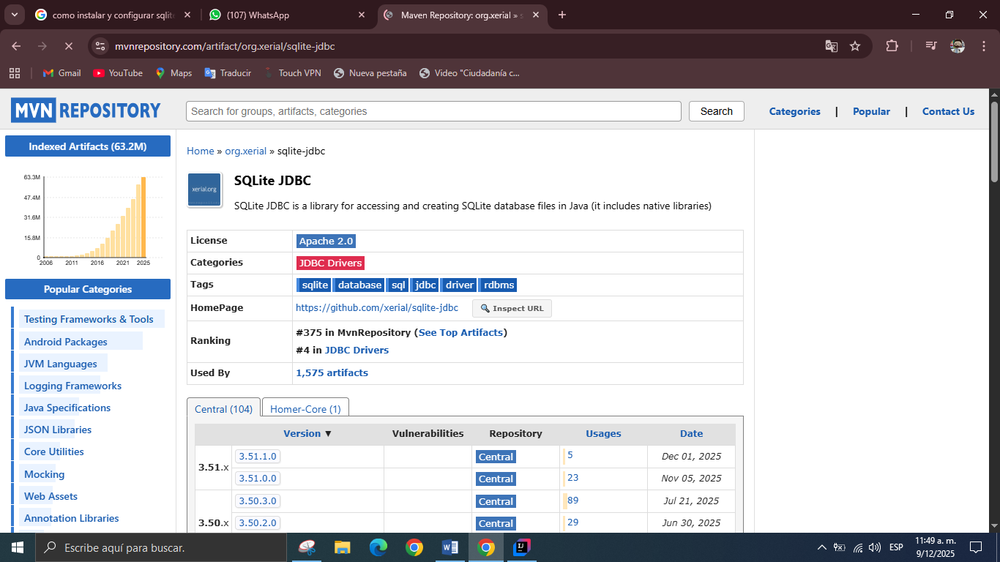 como instalar y configurar sqlite
(107) WhatsApp
Maven Repository: org.xerial » s
mvnrepository.com/artifact/org.xerial/sqlite-jdbc
Gmail
YouTube
Maps
Traducir
Touch VPN
Nueva pestaña
Video "Ciudadanía c...
MVN REPOSITORY
Search for groups, artifacts, categories
Search
Categories | Popular | Contact Us
Indexed Artifacts (63.2M)
63.3M
47.4M
31.6M
15.8M
0
2006 2011 2016 2021 2025
Popular Categories
Testing Frameworks & Tools
Android Packages
JVM Languages
Logging Frameworks
Java Specifications
JSON Libraries
Core Utilities
Mocking
Web Assets
Annotation Libraries
Home » org.xerial » sqlite-jdbc
xerial.org
SQLite JDBC
SQLite JDBC is a library for accessing and creating SQLite database files in Java (it includes native libraries)
License Apache 2.0
Categories JDBC Drivers
Tags sqlite database sql jdbc driver rdbms
HomePage https://github.com/xerial/sqlite-jdbc Inspect URL
Ranking
#375 in MvnRepository (See Top Artifacts)
#4 in JDBC Drivers
Used By 1,575 artifacts
Central (104) Homer-Core (1)
Version ▼ Vulnerabilities Repository Usages Date
3.51.x
3.51.1.0 Central 5 Dec 01, 2025
3.51.0.0 Central 23 Nov 05, 2025
3.50.x
3.50.3.0 Central 89 Jul 21, 2025
3.50.2.0 Central 29 Jun 30, 2025
Escribe aquí para buscar.
ESP
11:49 a. m.
9/12/2025